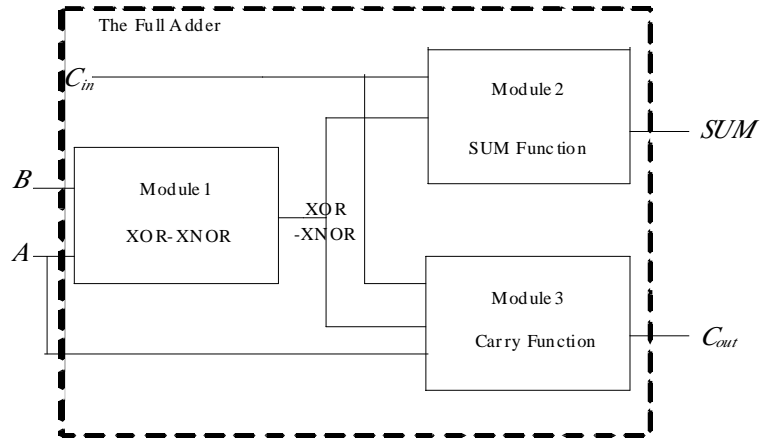 The Full Adder
Cin
Module 2
SUM Function
SUM
B
Module 1
XOR-XNOR
A
XOR
-XNOR
Module 3
Carry Function
Cout